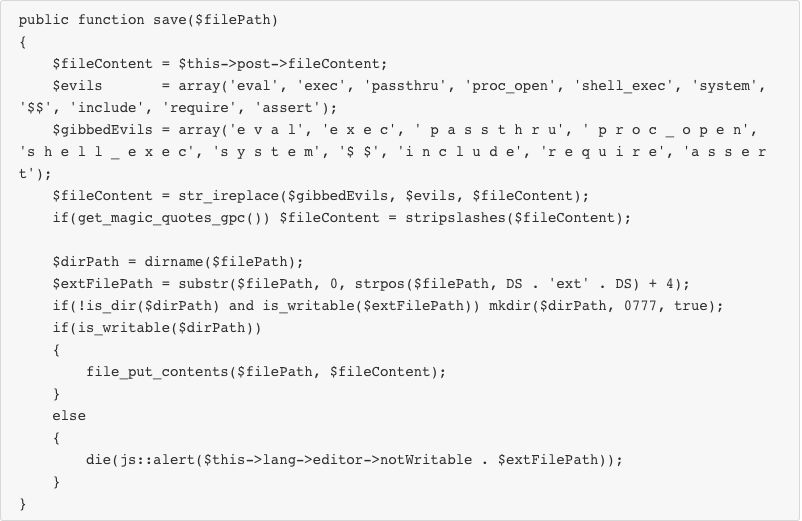 public function save($filePath)
{
    $fileContent = $this->post->fileContent;
    $evils       = array('eval', 'exec', 'passthru', 'proc_open', 'shell_exec', 'system',
'$$', 'include', 'require', 'assert');
    $gibbedEvils = array('e v a l', 'e x e c', ' p a s s t h r u', ' p r o c _ o p e n',
's h e l l _ e x e c', 's y s t e m', '$ $', 'i n c l u d e', 'r e q u i r e', 'a s s e r
t');
    $fileContent = str_ireplace($gibbedEvils, $evils, $fileContent);
    if(get_magic_quotes_gpc()) $fileContent = stripslashes($fileContent);

    $dirPath = dirname($filePath);
    $extFilePath = substr($filePath, 0, strpos($filePath, DS . 'ext' . DS) + 4);
    if(!is_dir($dirPath) and is_writable($extFilePath)) mkdir($dirPath, 0777, true);
    if(is_writable($dirPath))
    {
        file_put_contents($filePath, $fileContent);
    }
    else
    {
        die(js::alert($this->lang->editor->notWritable . $extFilePath));
    }
}